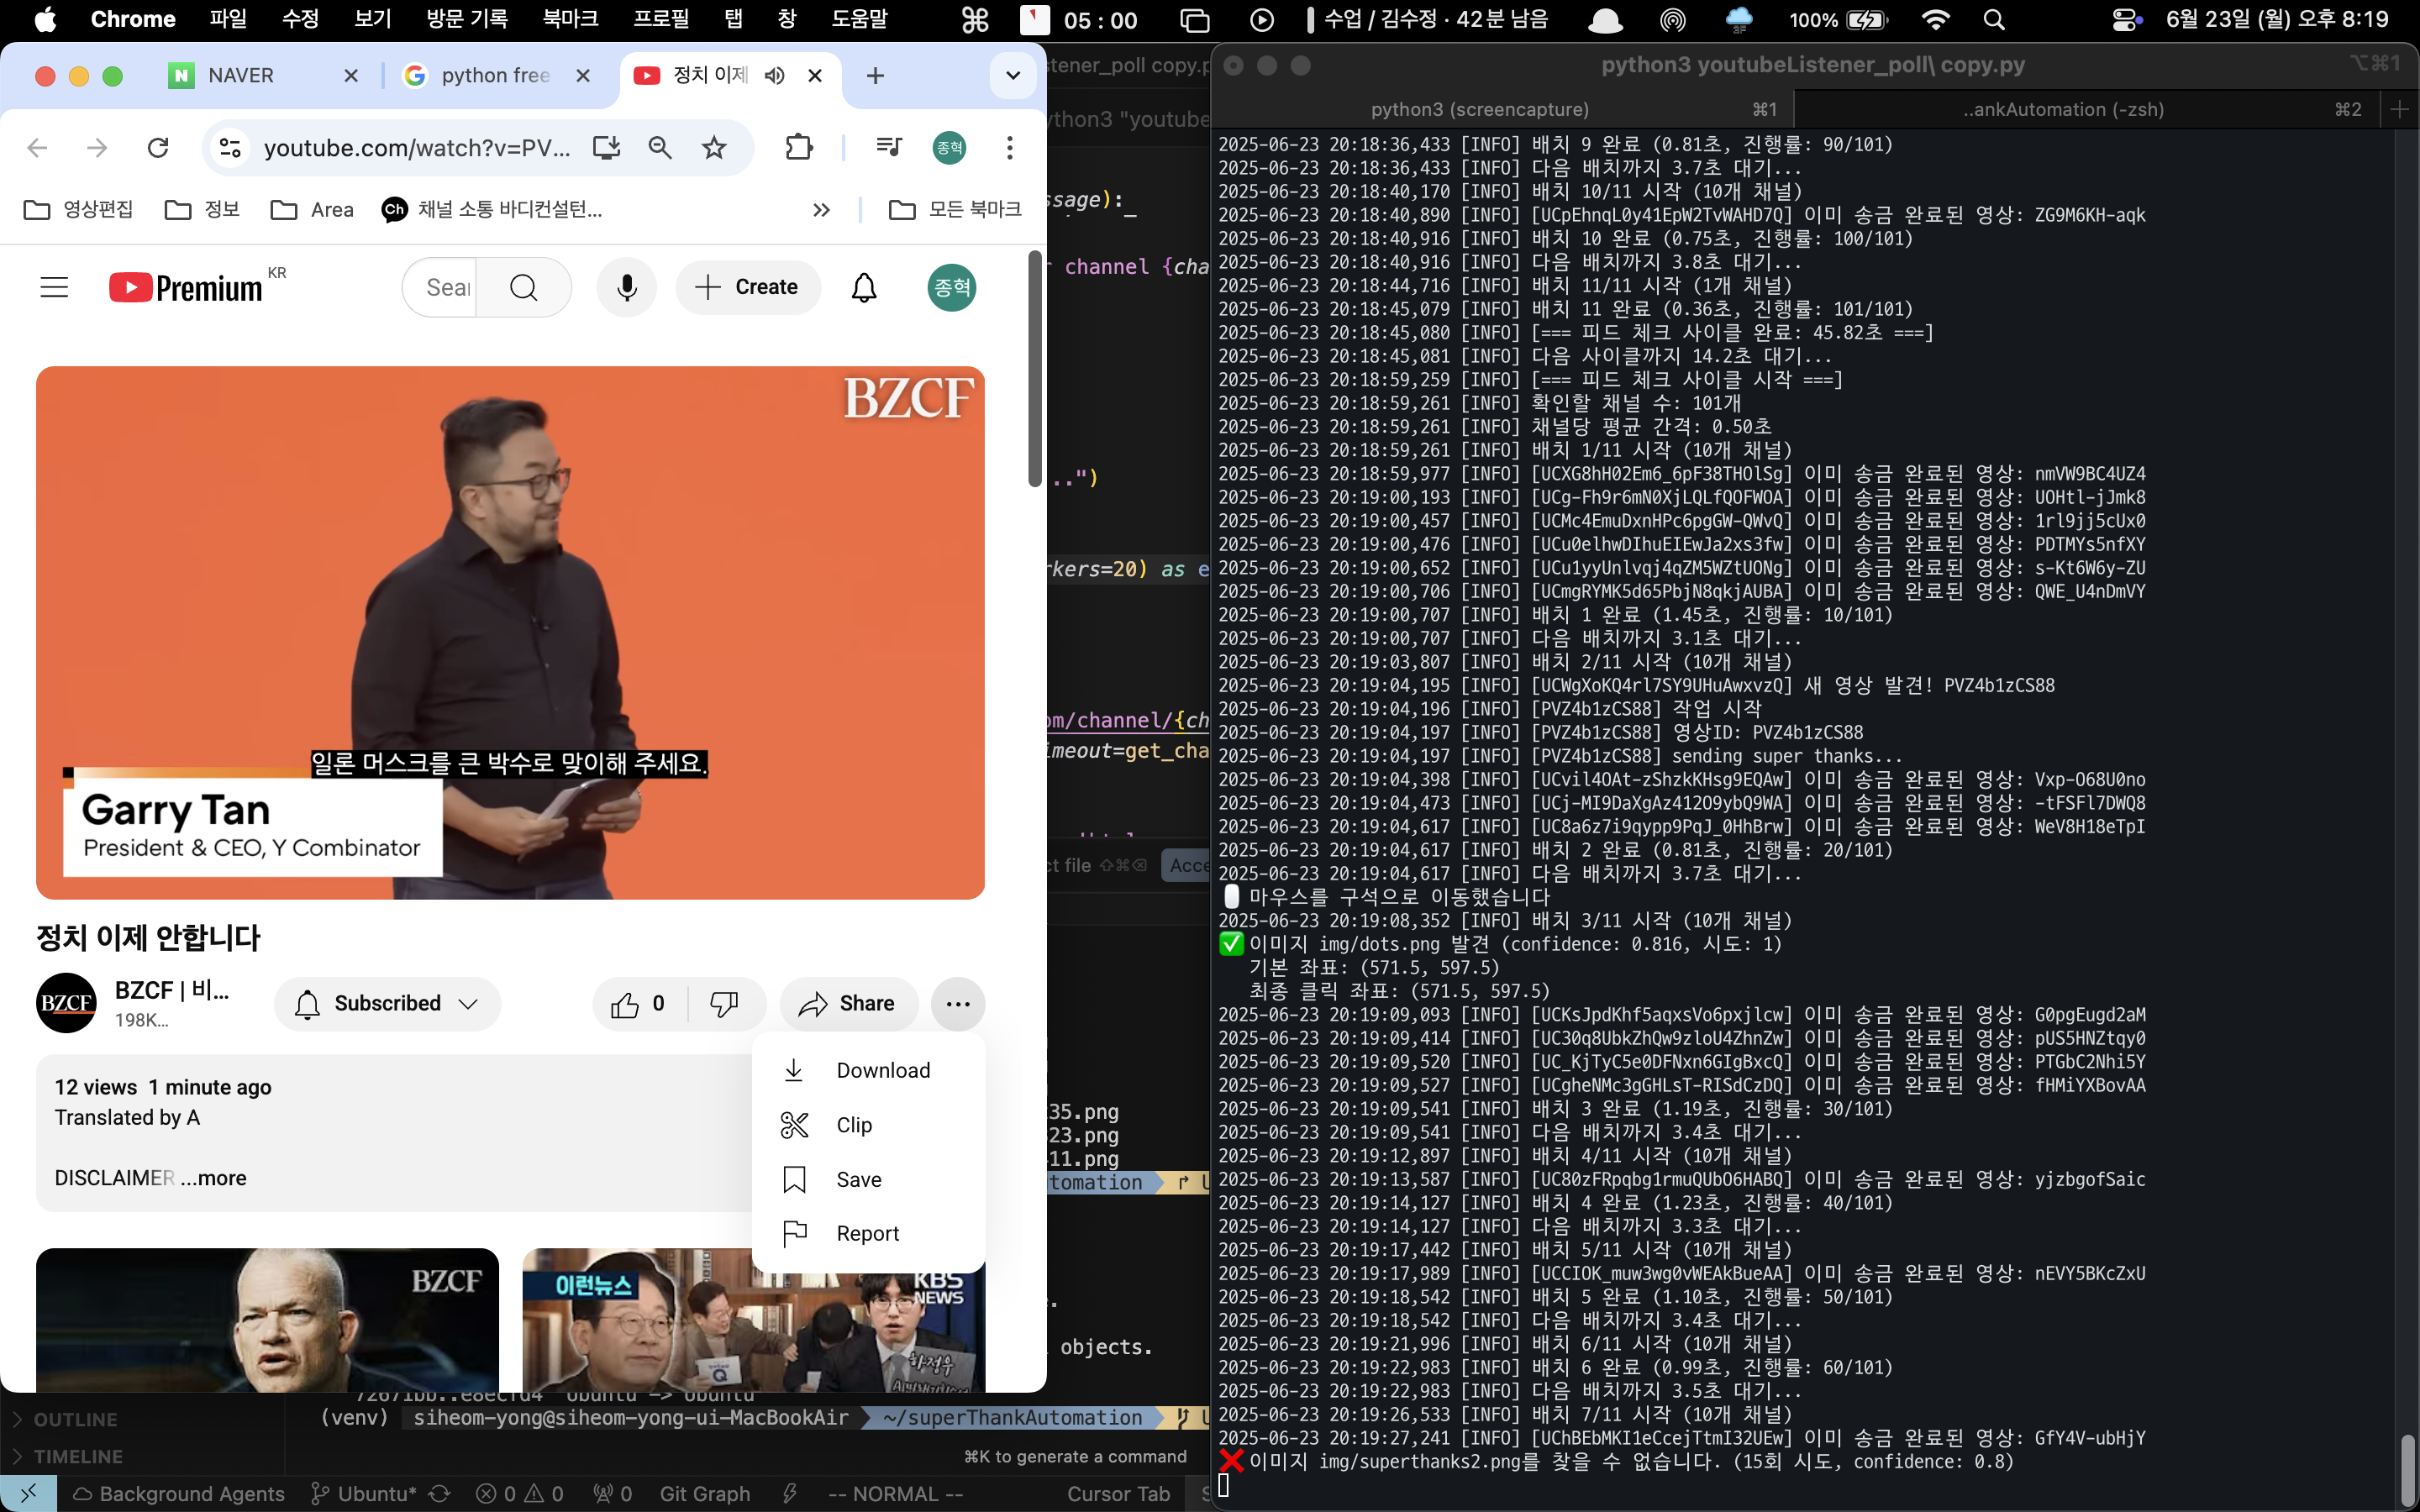 Chrome 파일 수정 보기 방문 기록 북마크 프로필 탭 창 도움말 05 : 00 수업 / 김수정 · 42분 남음 100% 6월 23일 (월) 오후 8:19
NAVER
python free
정치 이제
youtube.com/watch?v=PV...
종혁
영상편집 정보 Area Ch 채널 소통 바디컨설턴... » 모든 북마크
Premium KR
Create
종혁
BZCF
일론 머스크를 큰 박수로 맞이해 주세요.
Garry Tan
President & CEO, Y Combinator
정치 이제 안합니다
BZCF
BZCF | 비...
198K...
Subscribed
0
Share
12 views 1 minute ago
Translated by A
DISCLAIMER ...more
Download
Clip
Save
Report
BZCF
이런뉴스
KBS
NEWS
stener_poll copy.p
ython3 "youtube
ssage):
r channel {cha
..")
rkers=20) as e
om/channel/{ch
imeout=get_cha
ct file
Acce
35.png
23.png
11.png
tomation
objects.
(venv) siheom-yong@siheom-yong-ui-MacBookAir ~/superThankAutomation
⌘K to generate a command
OUTLINE
TIMELINE
Background Agents Ubuntu* 0 0 0 Git Graph -- NORMAL -- Cursor Tab
python3 youtubeListener_poll\ copy.py ⌥⌘1
python3 (screencapture) ⌘1 ..ankAutomation (-zsh) ⌘2
2025-06-23 20:18:36,433 [INFO] 배치 9 완료 (0.81초, 진행률: 90/101)
2025-06-23 20:18:36,433 [INFO] 다음 배치까지 3.7초 대기...
2025-06-23 20:18:40,170 [INFO] 배치 10/11 시작 (10개 채널)
2025-06-23 20:18:40,890 [INFO] [UCpEhnqL0y41EpW2TvWAHD7Q] 이미 송금 완료된 영상: ZG9M6KH-aqk
2025-06-23 20:18:40,916 [INFO] 배치 10 완료 (0.75초, 진행률: 100/101)
2025-06-23 20:18:40,916 [INFO] 다음 배치까지 3.8초 대기...
2025-06-23 20:18:44,716 [INFO] 배치 11/11 시작 (1개 채널)
2025-06-23 20:18:45,079 [INFO] 배치 11 완료 (0.36초, 진행률: 101/101)
2025-06-23 20:18:45,080 [INFO] [=== 피드 체크 사이클 완료: 45.82초 ===]
2025-06-23 20:18:45,081 [INFO] 다음 사이클까지 14.2초 대기...
2025-06-23 20:18:59,259 [INFO] [=== 피드 체크 사이클 시작 ===]
2025-06-23 20:18:59,261 [INFO] 확인할 채널 수: 101개
2025-06-23 20:18:59,261 [INFO] 채널당 평균 간격: 0.50초
2025-06-23 20:18:59,261 [INFO] 배치 1/11 시작 (10개 채널)
2025-06-23 20:18:59,977 [INFO] [UCXG8hH02Em6_6pF38THOlSg] 이미 송금 완료된 영상: nmVW9BC4UZ4
2025-06-23 20:19:00,193 [INFO] [UCg-Fh9r6mN0XjLQLfQOFWOA] 이미 송금 완료된 영상: UOHtl-jJmk8
2025-06-23 20:19:00,457 [INFO] [UCMc4EmuDxnHPc6pgGW-QWvQ] 이미 송금 완료된 영상: 1rl9jj5cUx0
2025-06-23 20:19:00,476 [INFO] [UCu0elhwDIhuEIEwJa2xs3fw] 이미 송금 완료된 영상: PDTMYs5nfXY
2025-06-23 20:19:00,652 [INFO] [UCu1yyUnlvqj4qZM5WZtUONg] 이미 송금 완료된 영상: s-Kt6W6y-ZU
2025-06-23 20:19:00,706 [INFO] [UCmgRYMK5d65PbjN8qkjAUBA] 이미 송금 완료된 영상: QWE_U4nDmVY
2025-06-23 20:19:00,707 [INFO] 배치 1 완료 (1.45초, 진행률: 10/101)
2025-06-23 20:19:00,707 [INFO] 다음 배치까지 3.1초 대기...
2025-06-23 20:19:03,807 [INFO] 배치 2/11 시작 (10개 채널)
2025-06-23 20:19:04,195 [INFO] [UCWgXoKQ4rl7SY9UHuAwxvzQ] 새 영상 발견! PVZ4b1zCS88
2025-06-23 20:19:04,196 [INFO] [PVZ4b1zCS88] 작업 시작
2025-06-23 20:19:04,197 [INFO] [PVZ4b1zCS88] 영상ID: PVZ4b1zCS88
2025-06-23 20:19:04,197 [INFO] [PVZ4b1zCS88] sending super thanks...
2025-06-23 20:19:04,398 [INFO] [UCvil4OAt-zShzkKHsg9EQAw] 이미 송금 완료된 영상: Vxp-O68U0no
2025-06-23 20:19:04,473 [INFO] [UCj-MI9DaXgAz412O9ybQ9WA] 이미 송금 완료된 영상: -tFSFl7DWQ8
2025-06-23 20:19:04,617 [INFO] [UC8a6z7i9qypp9PqJ_0HhBrw] 이미 송금 완료된 영상: WeV8H18eTpI
2025-06-23 20:19:04,617 [INFO] 배치 2 완료 (0.81초, 진행률: 20/101)
2025-06-23 20:19:04,617 [INFO] 다음 배치까지 3.7초 대기...
마우스를 구석으로 이동했습니다
2025-06-23 20:19:08,352 [INFO] 배치 3/11 시작 (10개 채널)
✅이미지 img/dots.png 발견 (confidence: 0.816, 시도: 1)
기본 좌표: (571.5, 597.5)
최종 클릭 좌표: (571.5, 597.5)
2025-06-23 20:19:09,093 [INFO] [UCKsJpdKhf5aqxsVo6pxjlcw] 이미 송금 완료된 영상: G0pgEugd2aM
2025-06-23 20:19:09,414 [INFO] [UC30q8UbkZhQw9zloU4ZhnZw] 이미 송금 완료된 영상: pUS5HNZtqy0
2025-06-23 20:19:09,520 [INFO] [UC_KjTyC5e0DFNxn6GIgBxcQ] 이미 송금 완료된 영상: PTGbC2Nhi5Y
2025-06-23 20:19:09,527 [INFO] [UCgheNMc3gGHLsT-RISdCzDQ] 이미 송금 완료된 영상: fHMiYXBovAA
2025-06-23 20:19:09,541 [INFO] 배치 3 완료 (1.19초, 진행률: 30/101)
2025-06-23 20:19:09,541 [INFO] 다음 배치까지 3.4초 대기...
2025-06-23 20:19:12,897 [INFO] 배치 4/11 시작 (10개 채널)
2025-06-23 20:19:13,587 [INFO] [UC80zFRpqbg1rmuQUbO6HABQ] 이미 송금 완료된 영상: yjzbgofSaic
2025-06-23 20:19:14,127 [INFO] 배치 4 완료 (1.23초, 진행률: 40/101)
2025-06-23 20:19:14,127 [INFO] 다음 배치까지 3.3초 대기...
2025-06-23 20:19:17,442 [INFO] 배치 5/11 시작 (10개 채널)
2025-06-23 20:19:17,989 [INFO] [UCCIOK_muw3wg0vWEAkBueAA] 이미 송금 완료된 영상: nEVY5BKcZxU
2025-06-23 20:19:18,542 [INFO] 배치 5 완료 (1.10초, 진행률: 50/101)
2025-06-23 20:19:18,542 [INFO] 다음 배치까지 3.4초 대기...
2025-06-23 20:19:21,996 [INFO] 배치 6/11 시작 (10개 채널)
2025-06-23 20:19:22,983 [INFO] 배치 6 완료 (0.99초, 진행률: 60/101)
2025-06-23 20:19:22,983 [INFO] 다음 배치까지 3.5초 대기...
2025-06-23 20:19:26,533 [INFO] 배치 7/11 시작 (10개 채널)
2025-06-23 20:19:27,241 [INFO] [UChBEbMKI1eCcejTtmI32UEw] 이미 송금 완료된 영상: GfY4V-ubHjY
❌이미지 img/superthanks2.png를 찾을 수 없습니다. (15회 시도, confidence: 0.8)